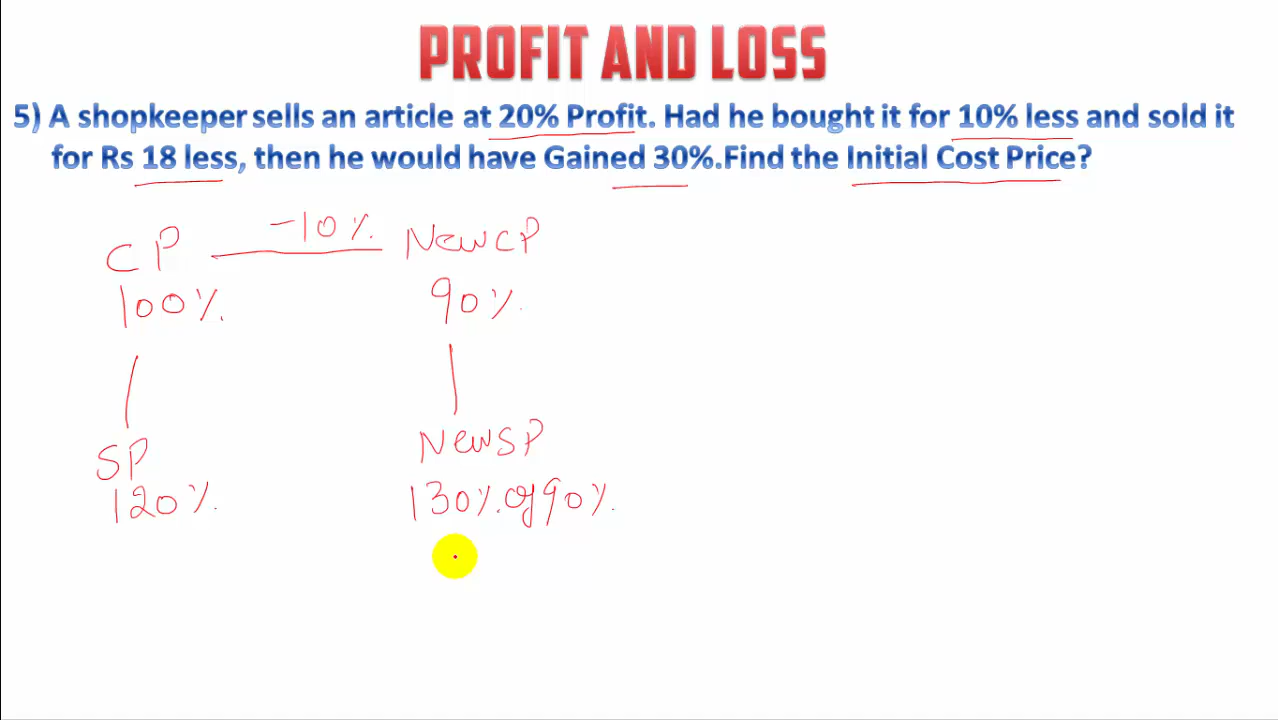 PROFIT AND LOSS
5) A shopkeeper sells an article at 20% Profit. Had he bought it for 10% less and sold it
for Rs 18 less, then he would have Gained 30%.Find the Initial Cost Price?
CP -10% New CP
100% 90%
SP New SP
120% 130% of 90%